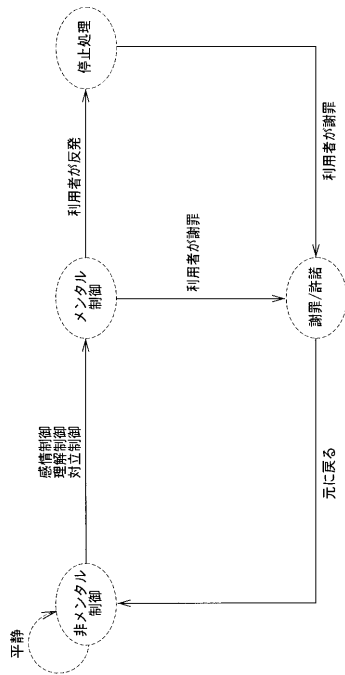 平静
非メンタル
制御
感情制御
理解制御
対立制御
メンタル
制御
利用者が反発
停止処理
利用者が謝罪
利用者が謝罪
謝罪/許諾
元に戻る